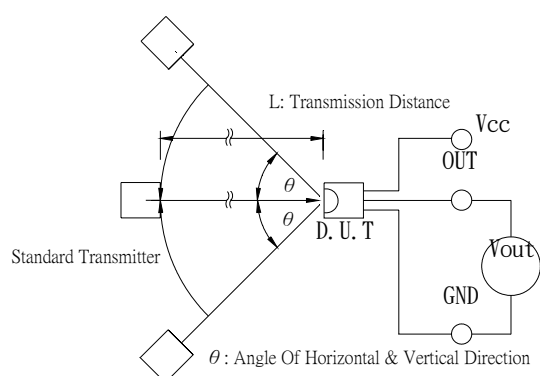 L: Transmission Distance
Vcc
OUT
θ
θ
D.U.T
Standard Transmitter
Vout
GND
θ: Angle Of Horizontal & Vertical Direction